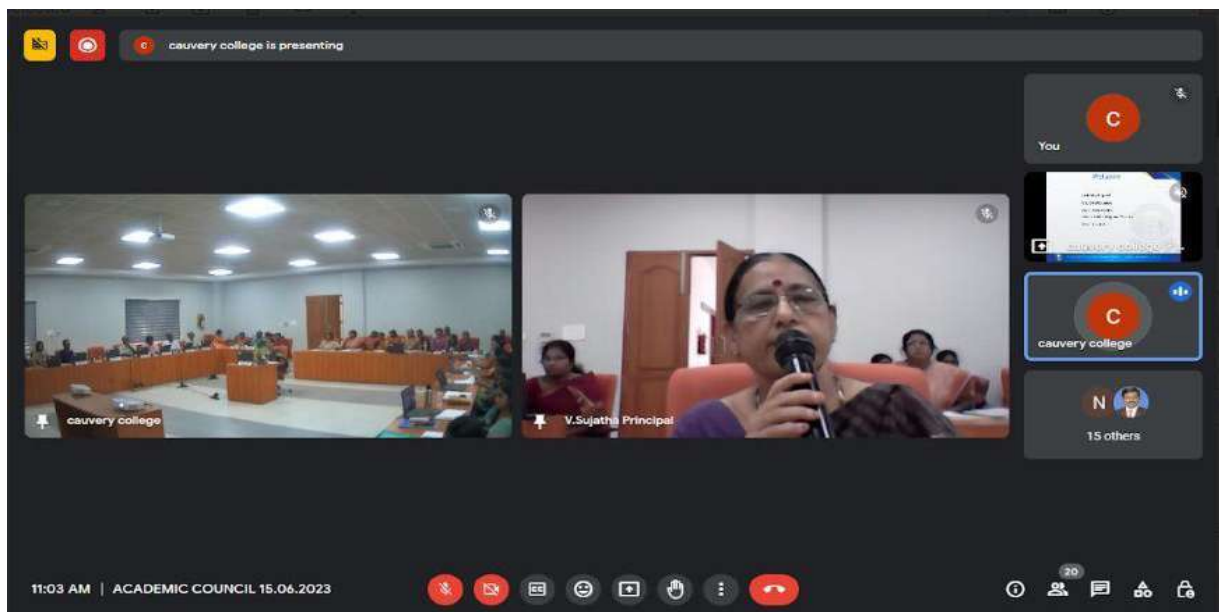 C
cauvery college is presenting
C
You
cauvery college
V.Sujatha Principal
C
cauvery college
N
15 others
11:03 AM | ACADEMIC COUNCIL 15.06.2023
CC
20